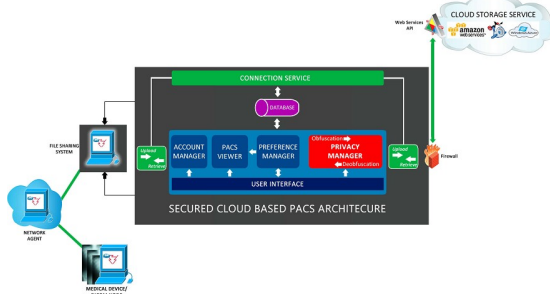 CLOUD STORAGE SERVICE
Web Services
API
amazon
webservices
CONNECTION SERVICE
DATABASE
FILE SHARING
SYSTEM
Upload
Retrieve
ACCOUNT
MANAGER
PACS
VIEWER
PREFERENCE
MANAGER
Obfuscation
PRIVACY
MANAGER
Deobfuscation
Upload
Retrieve
Firewall
USER INTERFACE
SECURED CLOUD BASED PACS ARCHITECURE
NETWORK
AGENT
MEDICAL DEVICE/